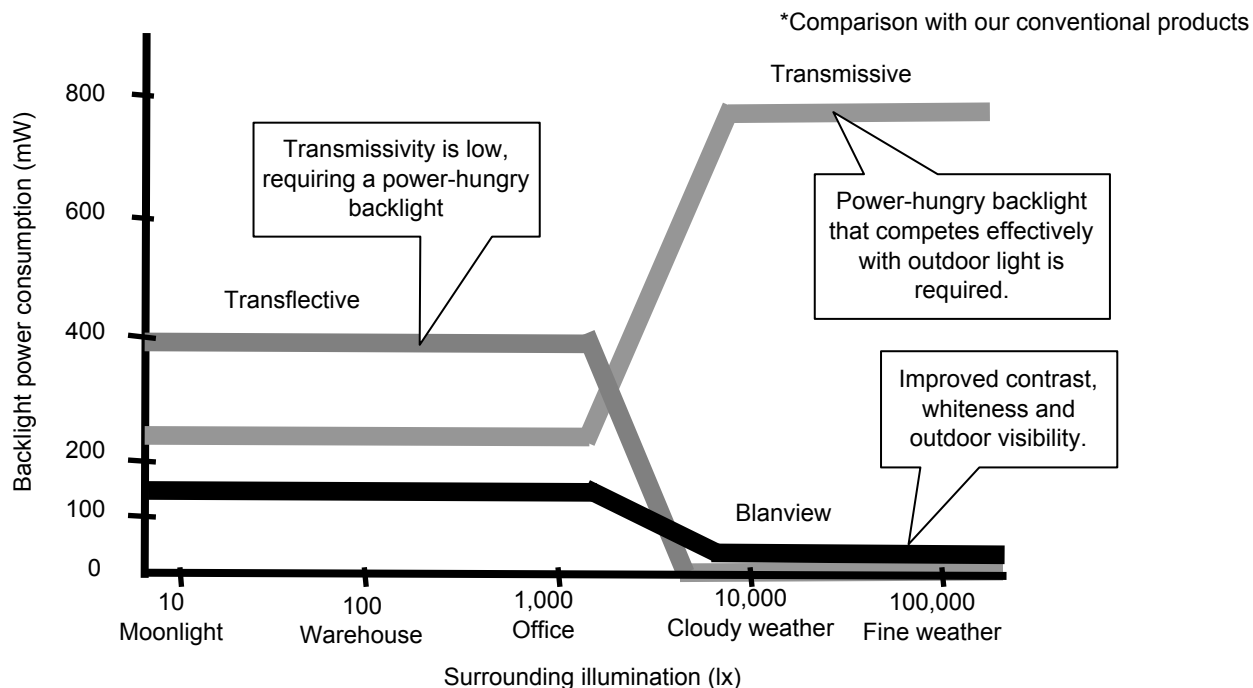 *Comparison with our conventional products
Transmissive
Backlight power consumption (mW)
800
600
400
200
100
0
Transmissivity is low,
requiring a power-hungry
backlight
Power-hungry backlight
that competes effectively
with outdoor light is
required.
Transflective
Improved contrast,
whiteness and
outdoor visibility.
Blanview
10
100
1,000
10,000
100,000
Moonlight
Warehouse
Office
Cloudy weather
Fine weather
Surrounding illumination (lx)